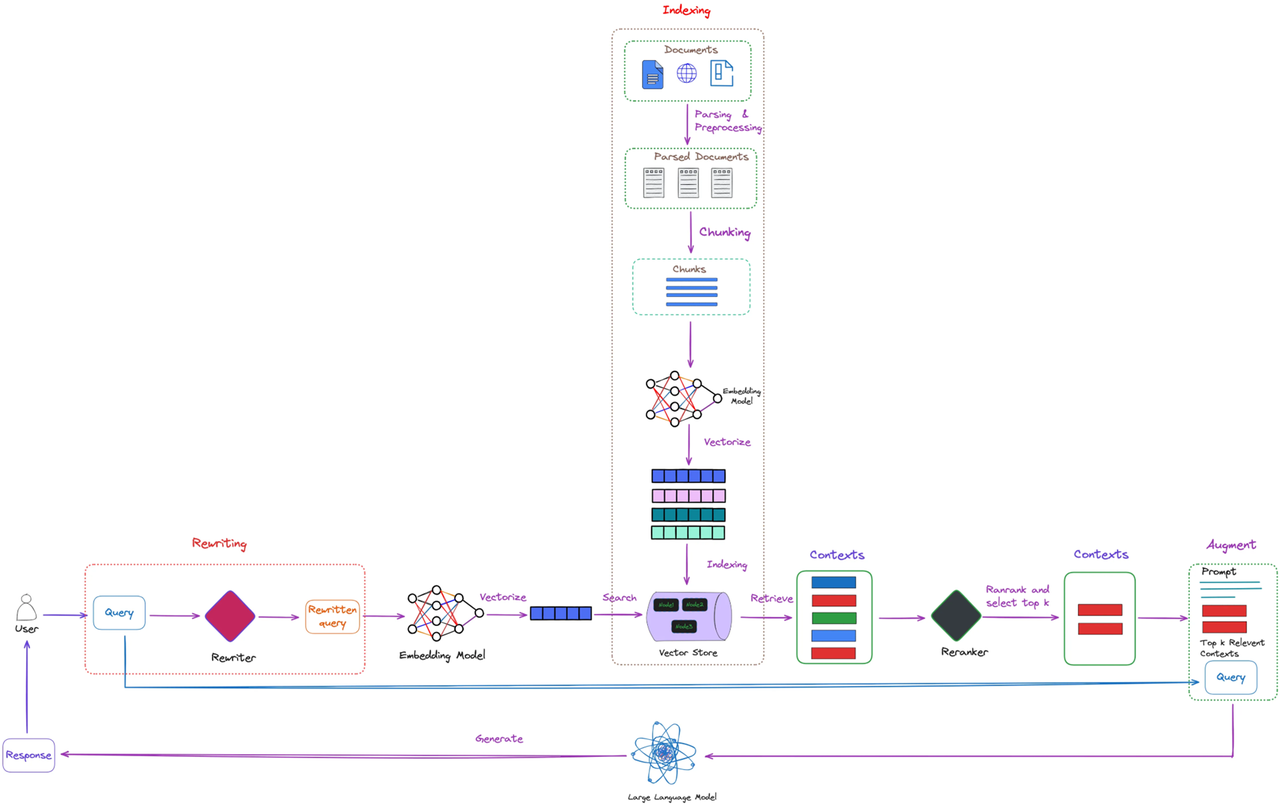 Indexing
Documents
Parsing &
Preprocessing
Parsed Documents
Chunking
Chunks
Embedding
Model
Vectorize
Indexing
Rewriting
User
Query
Rewriter
Rewritten
query
Embedding Model
Vectorize
Search
Node1
Node2
Node3
Vector Store
Retrieve
Contexts
Reranker
Ranrank and
select top k
Contexts
Augment
Prompt
Top k Relevent
Contexts
Query
Response
Generate
Large Language Model